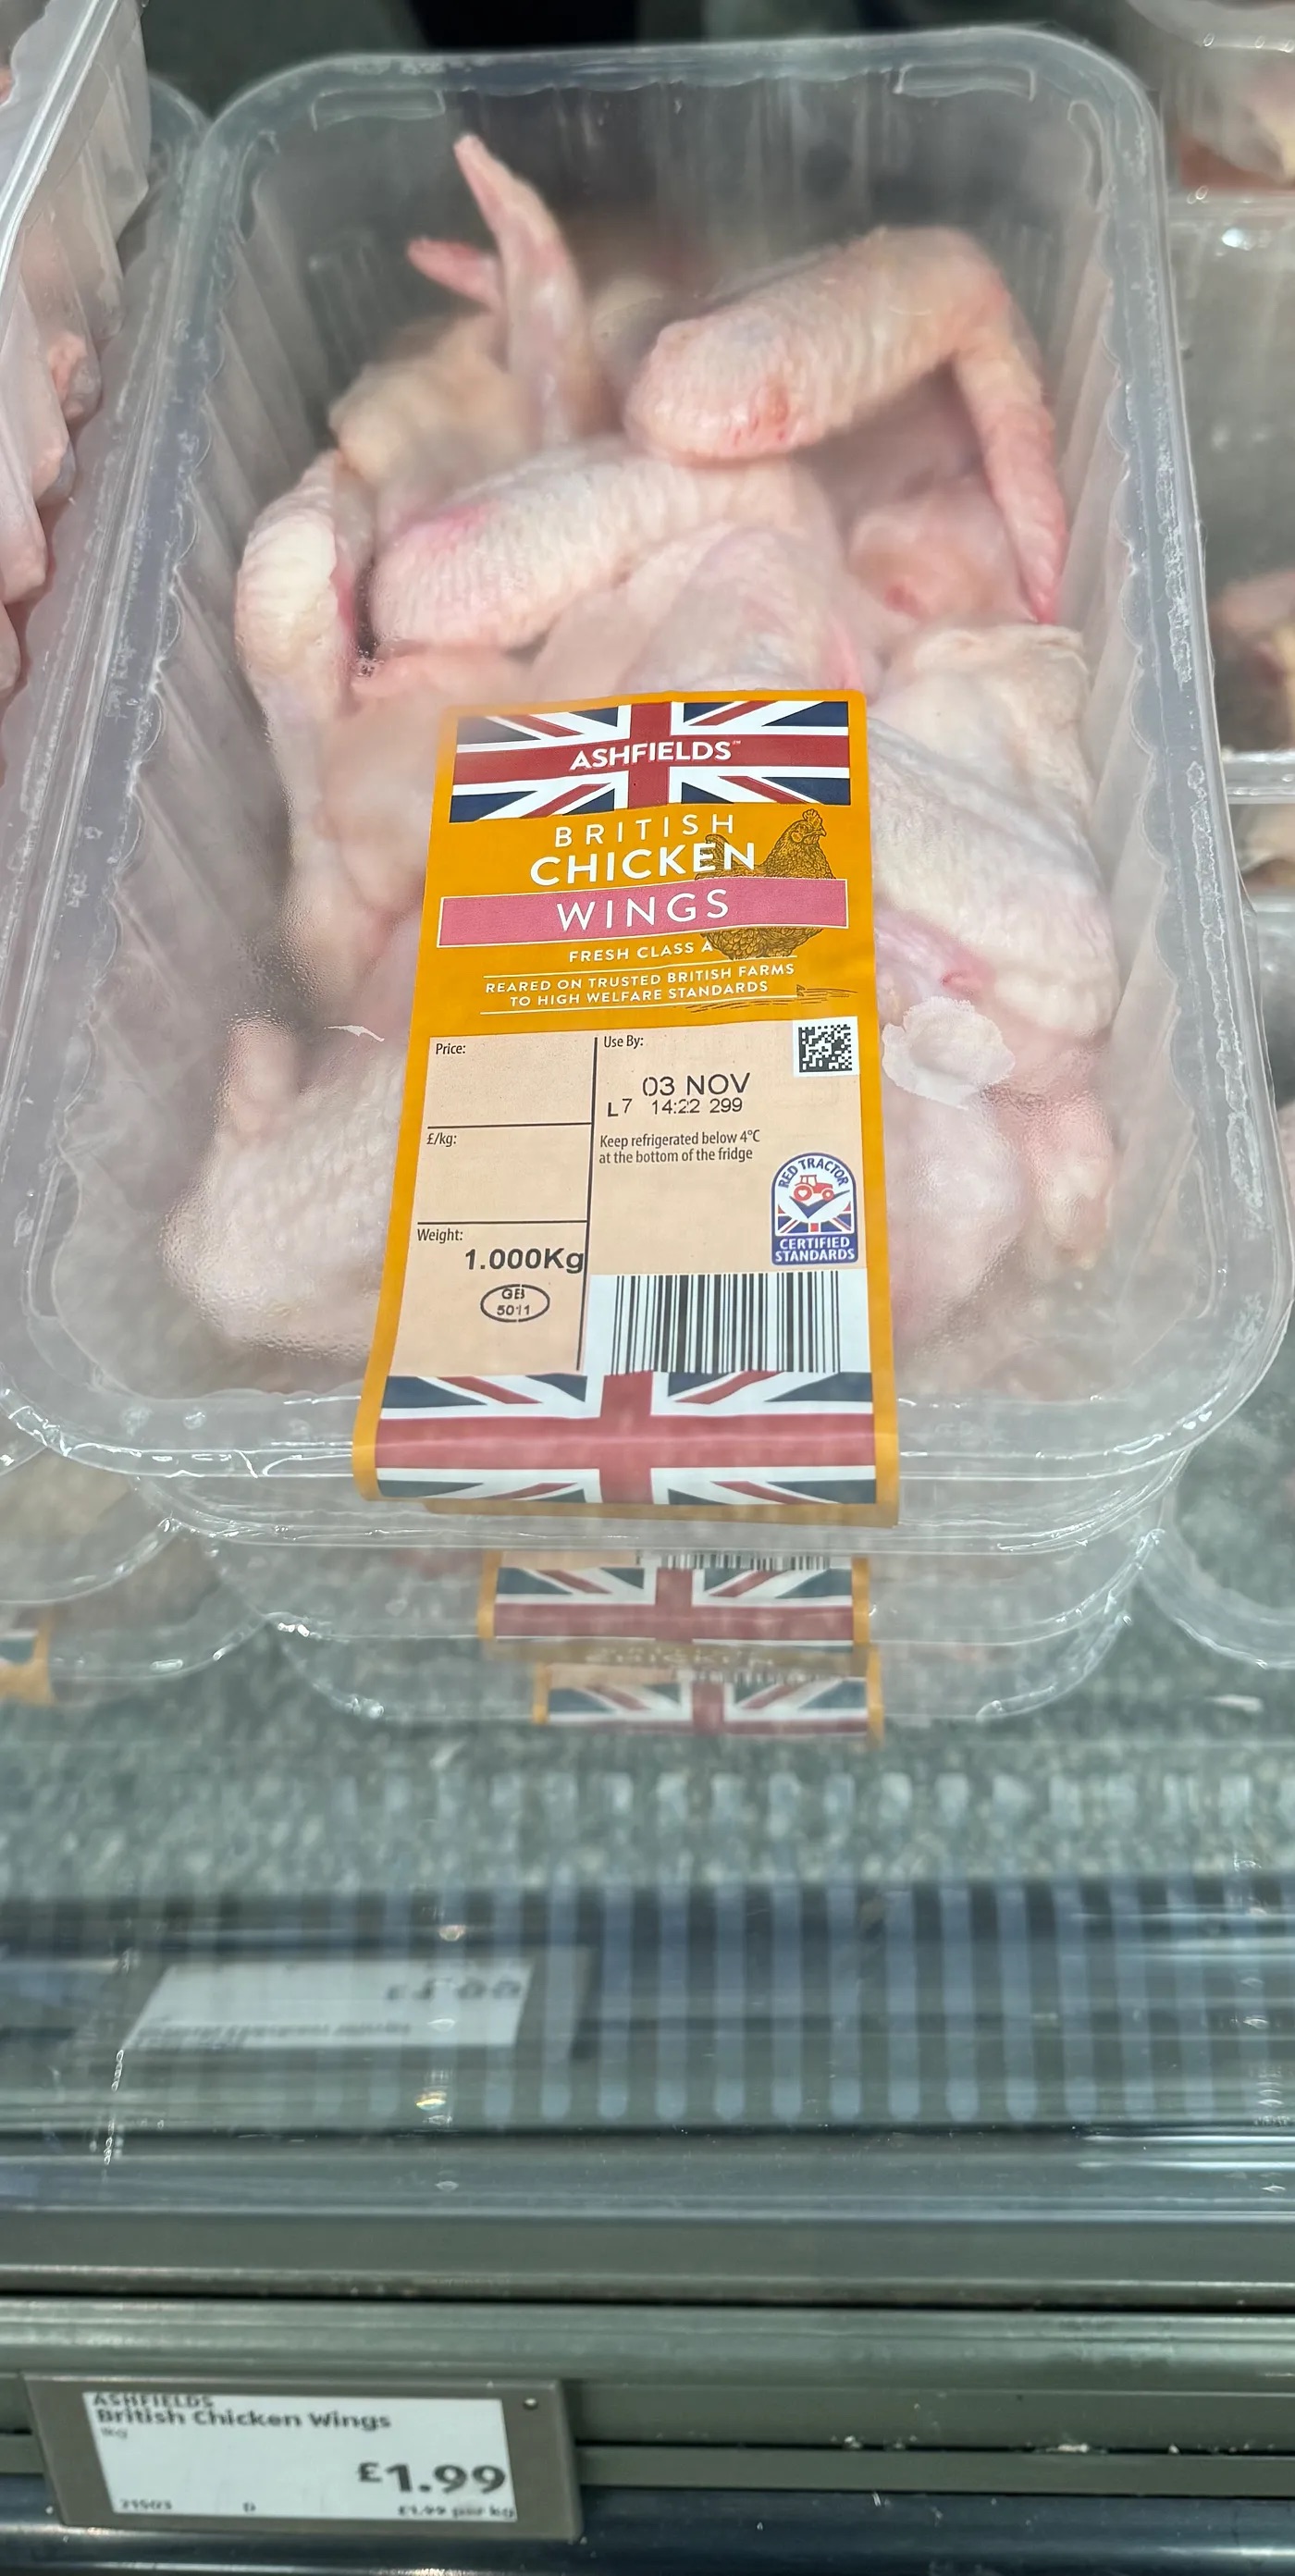 ASHFIELDS™
BRITISH
CHICKEN
WINGS
FRESH CLASS A
REARED ON TRUSTED BRITISH FARMS
TO HIGH WELFARE STANDARDS
Price:
£/kg:
Weight:
1.000Kg
GB
5011
Use By:
03 NOV
L7 14:22 299
Keep refrigerated below 4°C
at the bottom of the fridge
RED TRACTOR
CERTIFIED
STANDARDS
ASHFIELDS
British Chicken Wings
1kg
£1.99
D
£1.99 per kg